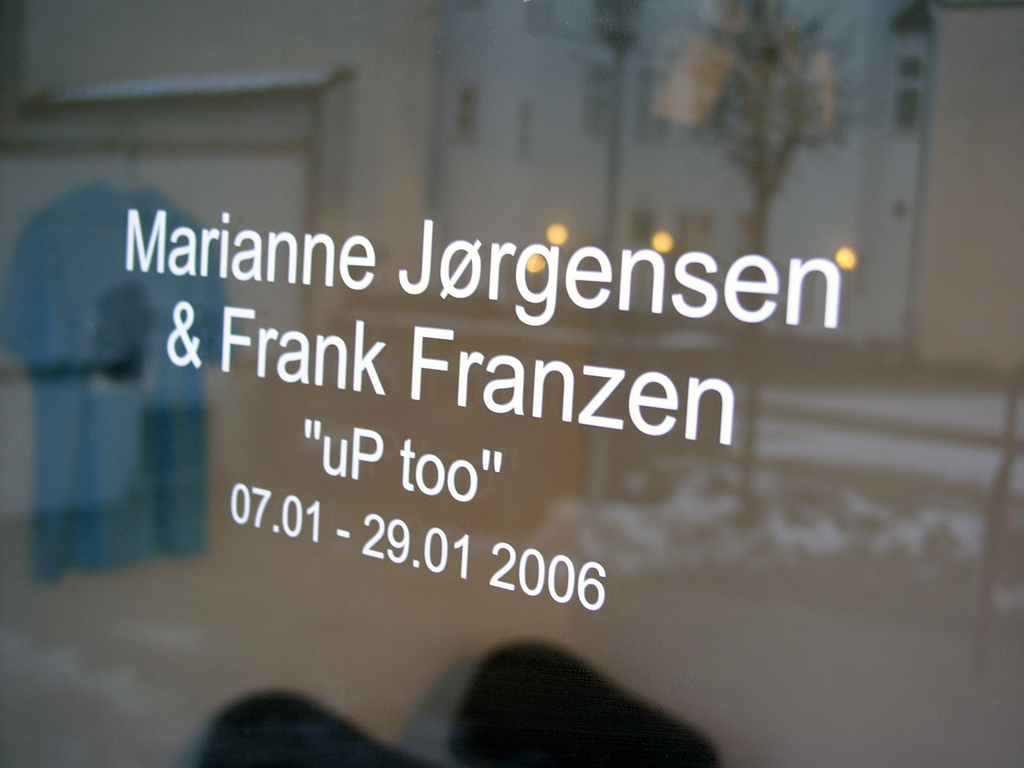 Marianne Jørgensen
& Frank Franzen
"uP too"
07.01 - 29.01 2006